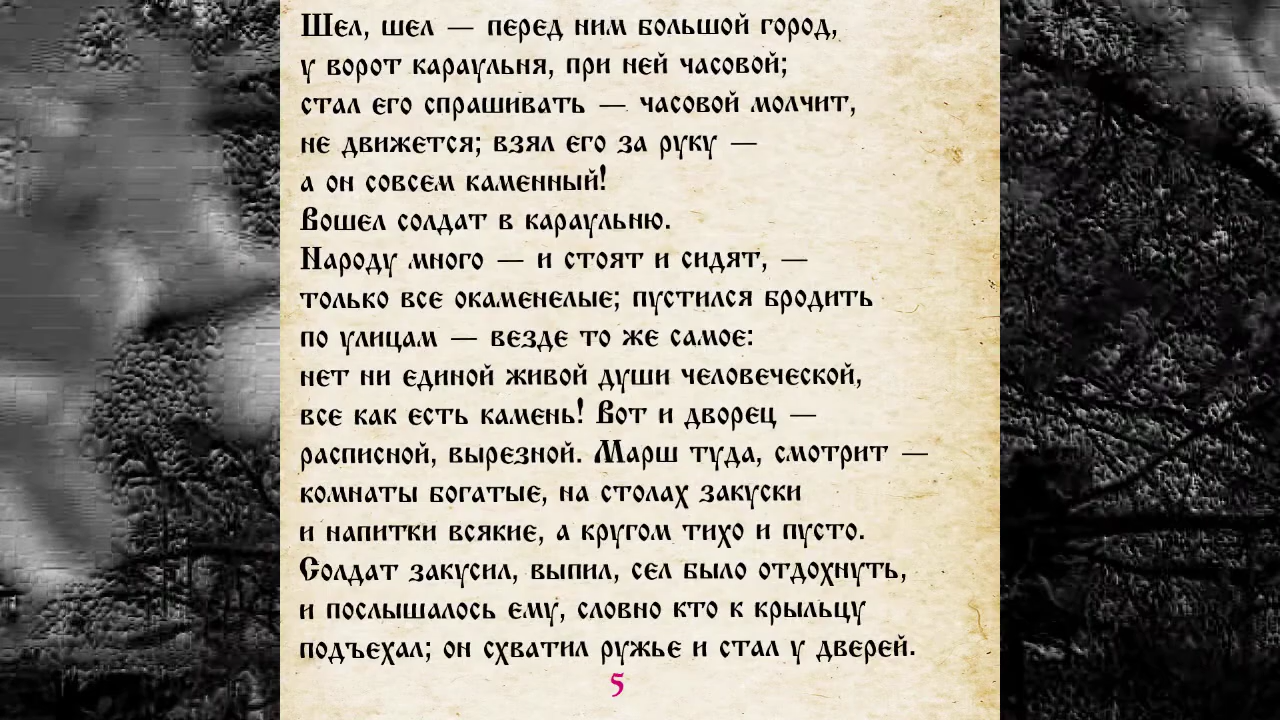 Шел, шел — перед ним большой город,
у ворот караульня, при ней часовой;
стал его спрашивать — часовой молчит,
не движется; взял его за руку —
а он совсем каменный!
Вошел солдат в караульню.
Народу много — и стоят и сидят, —
только все окаменелые; пустился бродить
по улицам — везде то же самое:
нет ни единой живой души человеческой,
все как есть камень! Вот и дворец —
расписной, вырезной. Марш туда, смотрит —
комнаты богатые, на столах закуски
и напитки всякие, а кругом тихо и пусто.
Солдат закусил, выпил, сел было отдохнуть,
и послышалось ему, словно кто к крыльцу
подъехал; он схватил ружье и стал у дверей.
5